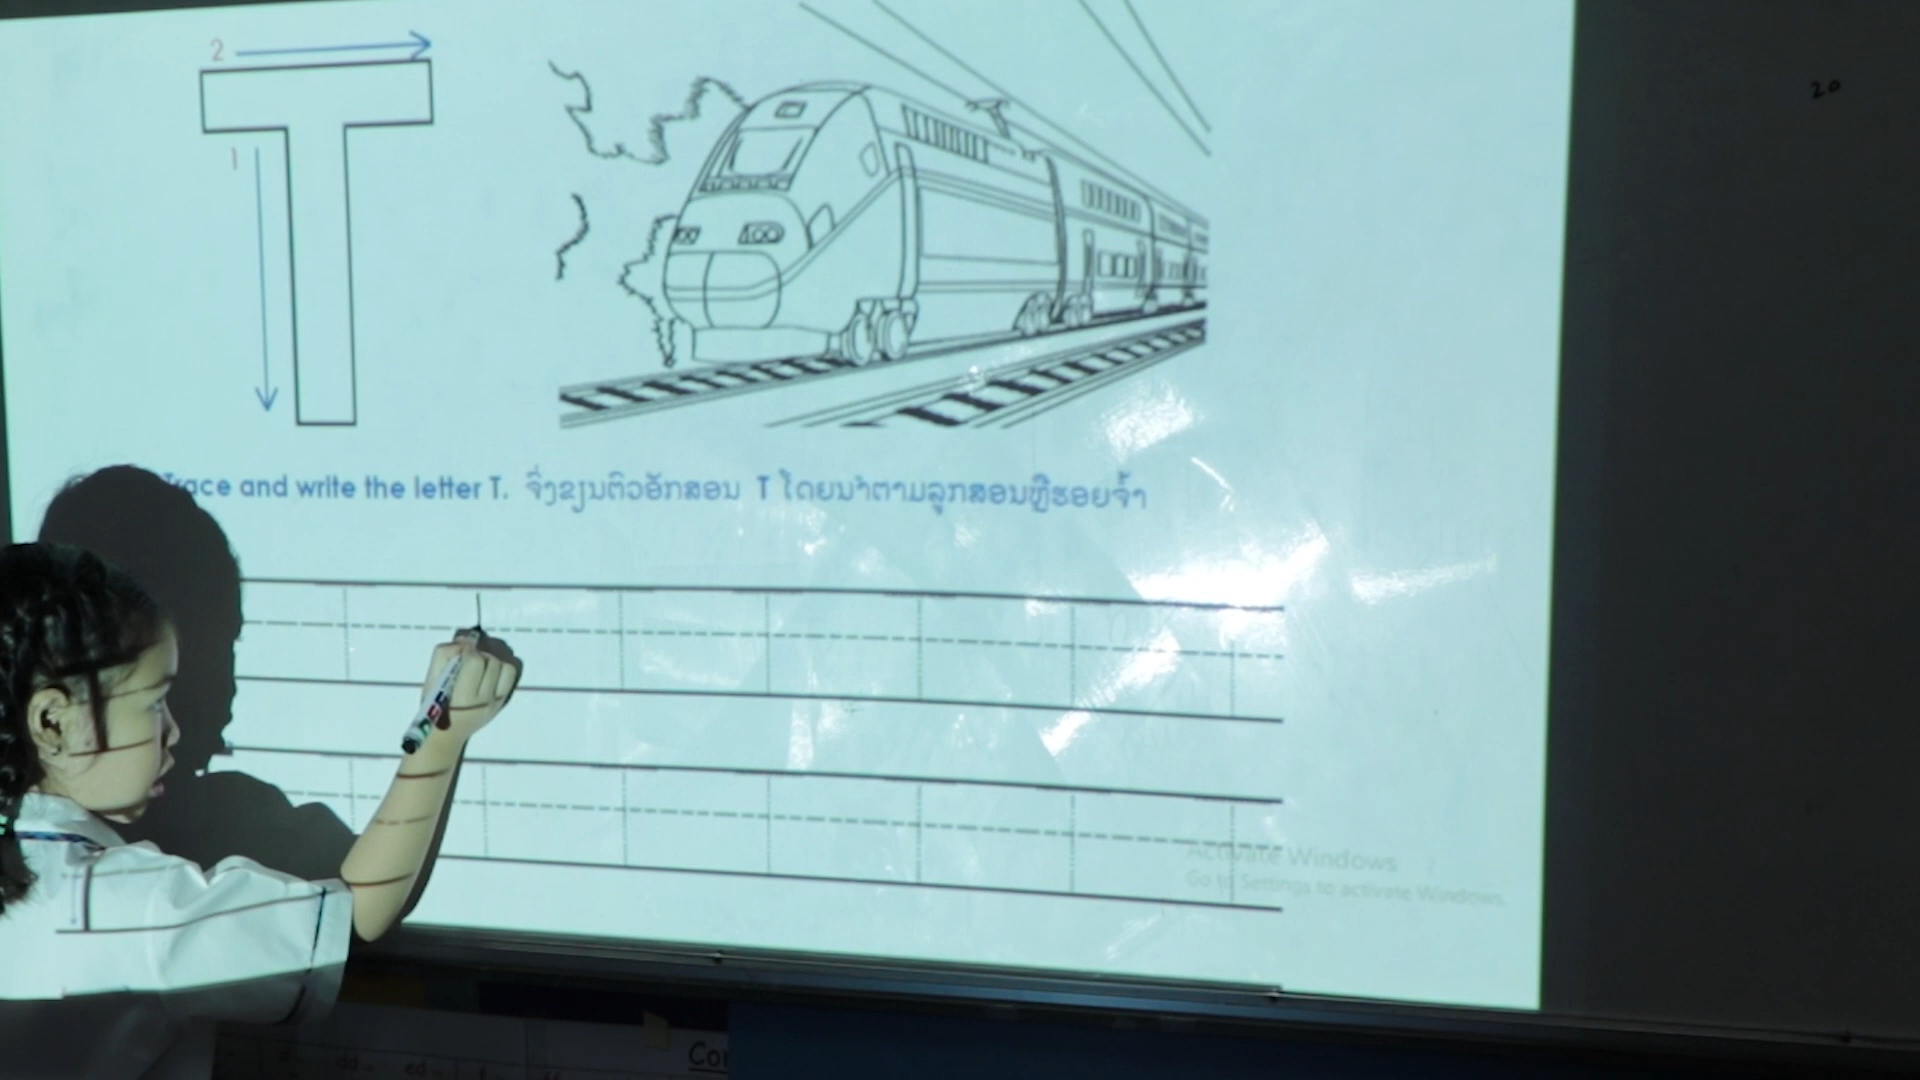 2
20
T
1
Trace and write the letter T. ຈົ່ງຂຽນຕົວອັກສອນ T ໂດຍນຳຕາມລູກສອນຫຼືຮອຍຈ້ຳ
Activate Windows
Go to Settings to activate Windows.